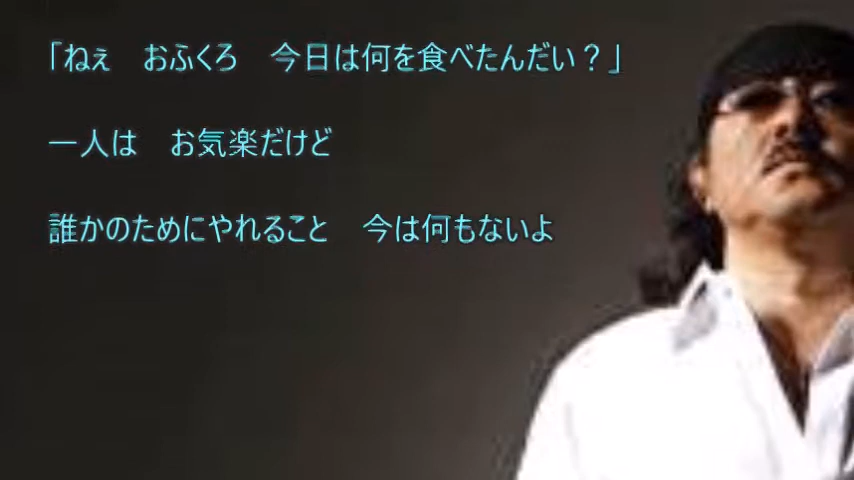 「ねぇ　おふくろ　今日は何を食べたんだい？」
一人は　お気楽だけど
誰かのためにやれること　今は何もないよ